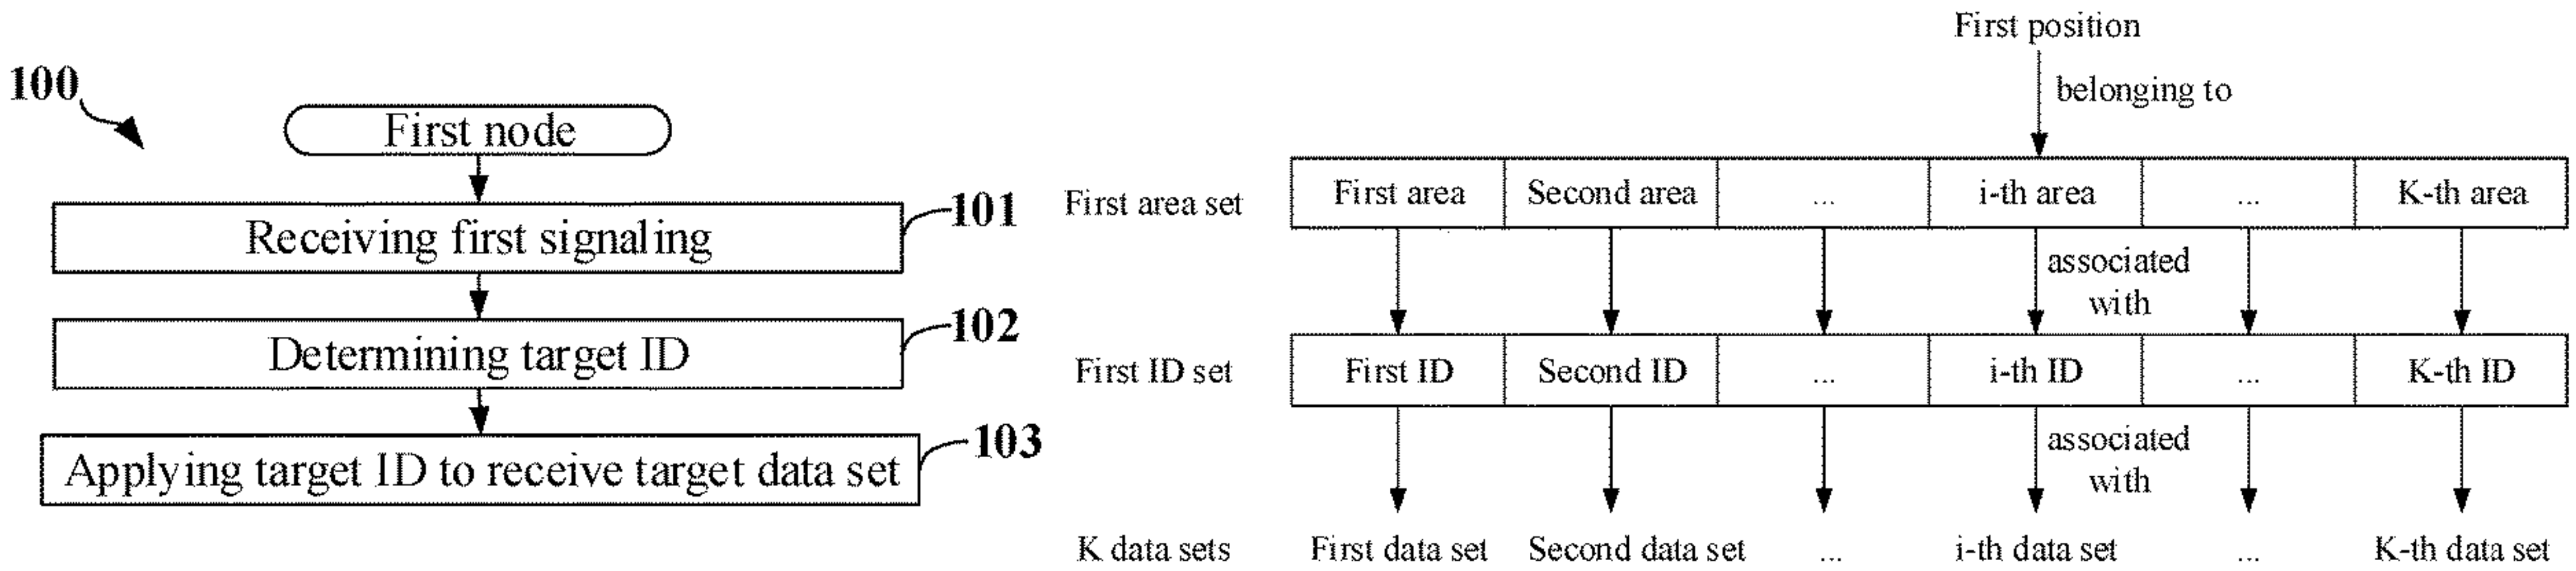 100
First node
Receiving first signaling
101
Determining target ID
102
Applying target ID to receive target data set
103
First position
belonging to
First area set
First area
Second area
...
i-th area
...
K-th area
associated
with
First ID set
First ID
Second ID
...
i-th ID
...
K-th ID
associated
with
K data sets
First data set
Second data set
...
i-th data set
...
K-th data set